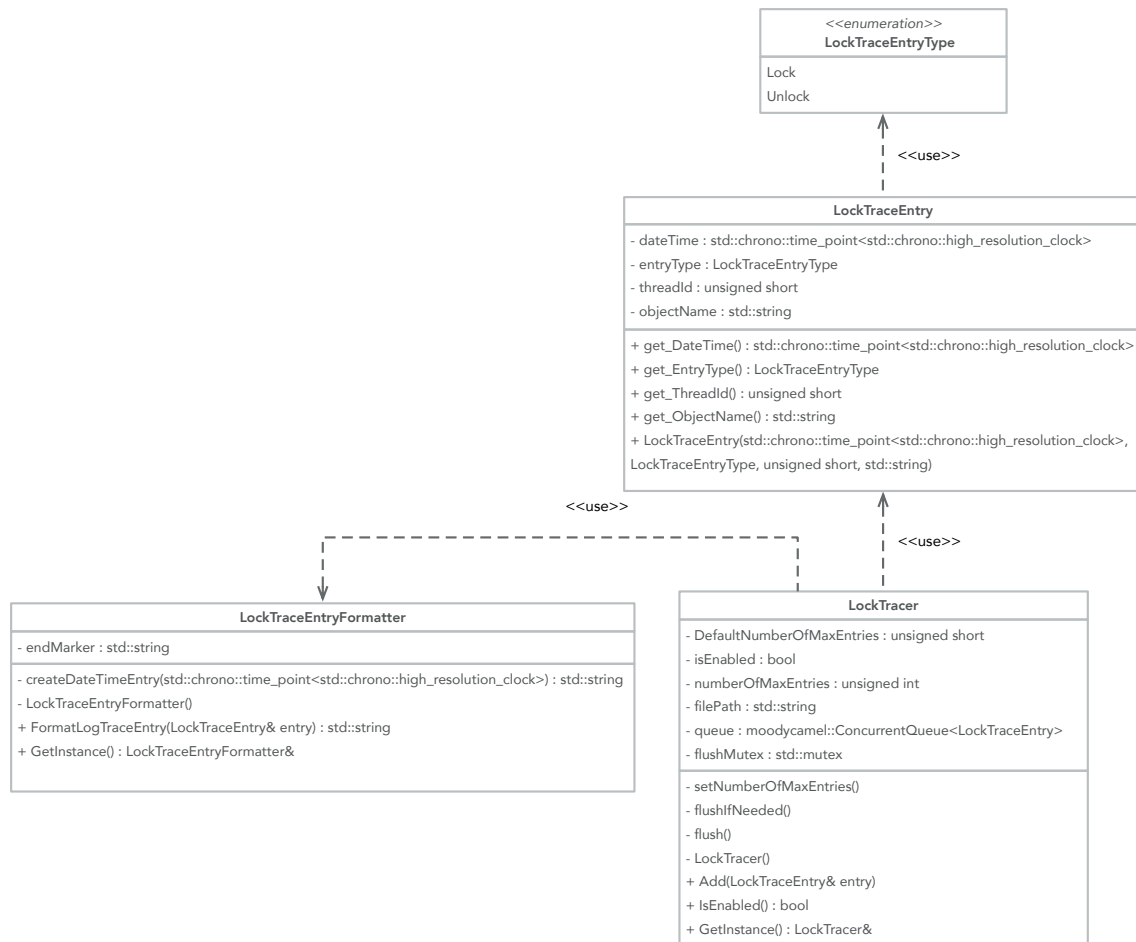 <<enumeration>>
LockTraceEntryType
Lock
Unlock
<<use>>
LockTraceEntry
- dateTime : std::chrono::time_point<std::chrono::high_resolution_clock>
- entryType : LockTraceEntryType
- threadId : unsigned short
- objectName : std::string
+ get_DateTime() : std::chrono::time_point<std::chrono::high_resolution_clock>
+ get_EntryType() : LockTraceEntryType
+ get_ThreadId() : unsigned short
+ get_ObjectName() : std::string
+ LockTraceEntry(std::chrono::time_point<std::chrono::high_resolution_clock>,
LockTraceEntryType, unsigned short, std::string)
<<use>>
<<use>>
LockTraceEntryFormatter
- endMarker : std::string
- createDateTimeEntry(std::chrono::time_point<std::chrono::high_resolution_clock>) : std::string
- LockTraceEntryFormatter()
+ FormatLogTraceEntry(LockTraceEntry& entry) : std::string
+ GetInstance() : LockTraceEntryFormatter&
LockTracer
- DefaultNumberOfMaxEntries : unsigned short
- isEnabled : bool
- numberOfMaxEntries : unsigned int
- filePath : std::string
- queue : moodycamel::ConcurrentQueue<LockTraceEntry>
- flushMutex : std::mutex
- setNumberOfMaxEntries()
- flushIfNeeded()
- flush()
- LockTracer()
+ Add(LockTraceEntry& entry)
+ IsEnabled() : bool
+ GetInstance() : LockTracer&